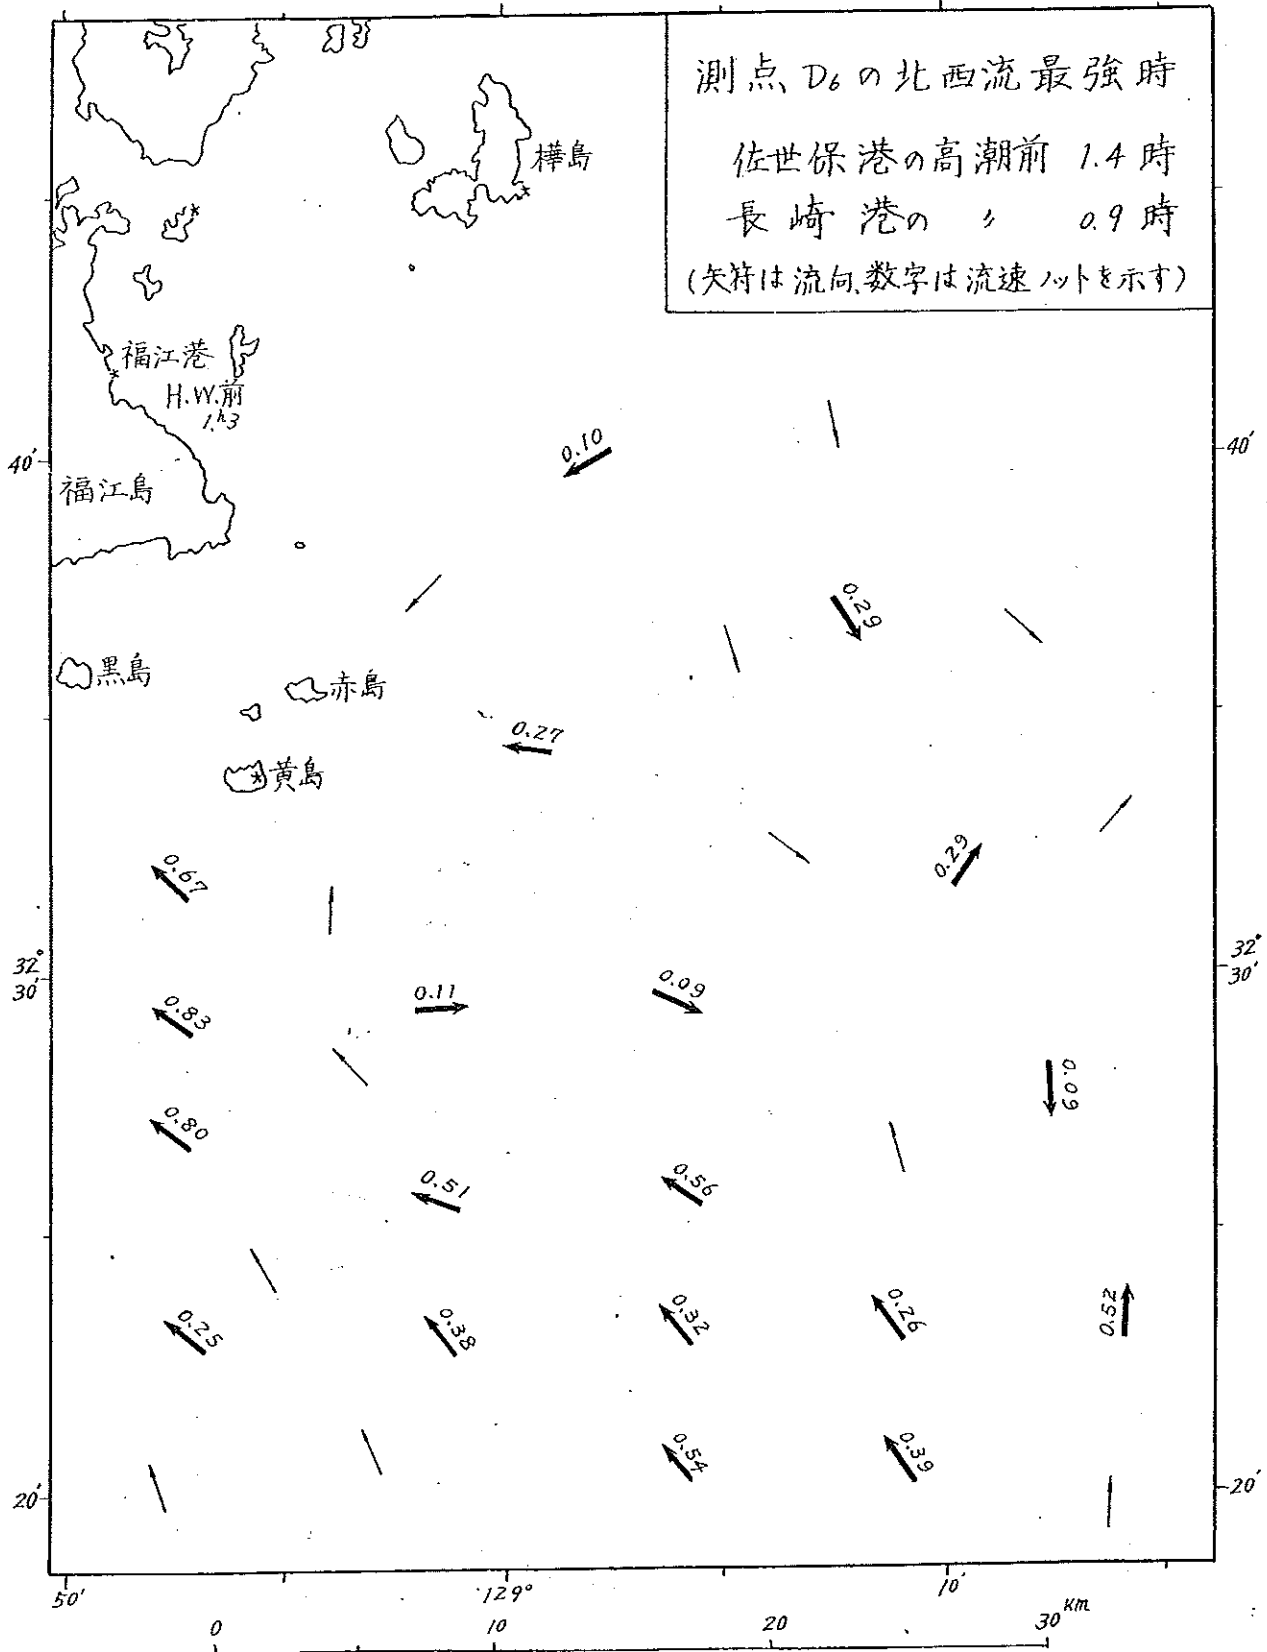 測点 D₆ の北西流最強時
佐世保港の高潮前 1.4時
長崎港の 〃 0.9時
(矢符は流向、数字は流速ノットを示す)
樺島
福江港
H.W.前
1.ʰ3
40′
40′
0.10
福江島
0.29
黒島
赤島
0.27
黄島
0.67
0.29
32°
30′
32°
30′
0.83
0.11
0.09
0.09
0.80
0.51
0.56
0.25
0.38
0.32
0.26
0.52
0.54
0.39
20′
20′
50′
129°
10′
0
10
20
30 Km